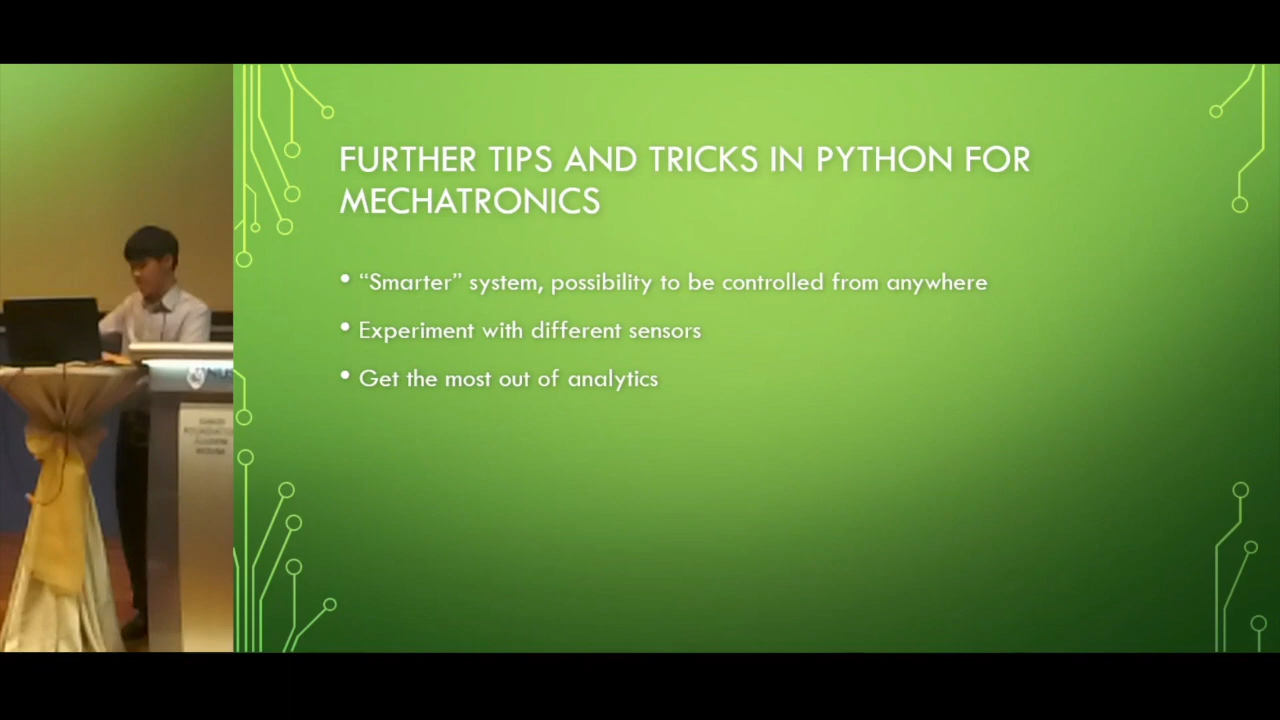 FURTHER TIPS AND TRICKS IN PYTHON FOR
MECHATRONICS
• “Smarter” system, possibility to be controlled from anywhere
• Experiment with different sensors
• Get the most out of analytics
NUS